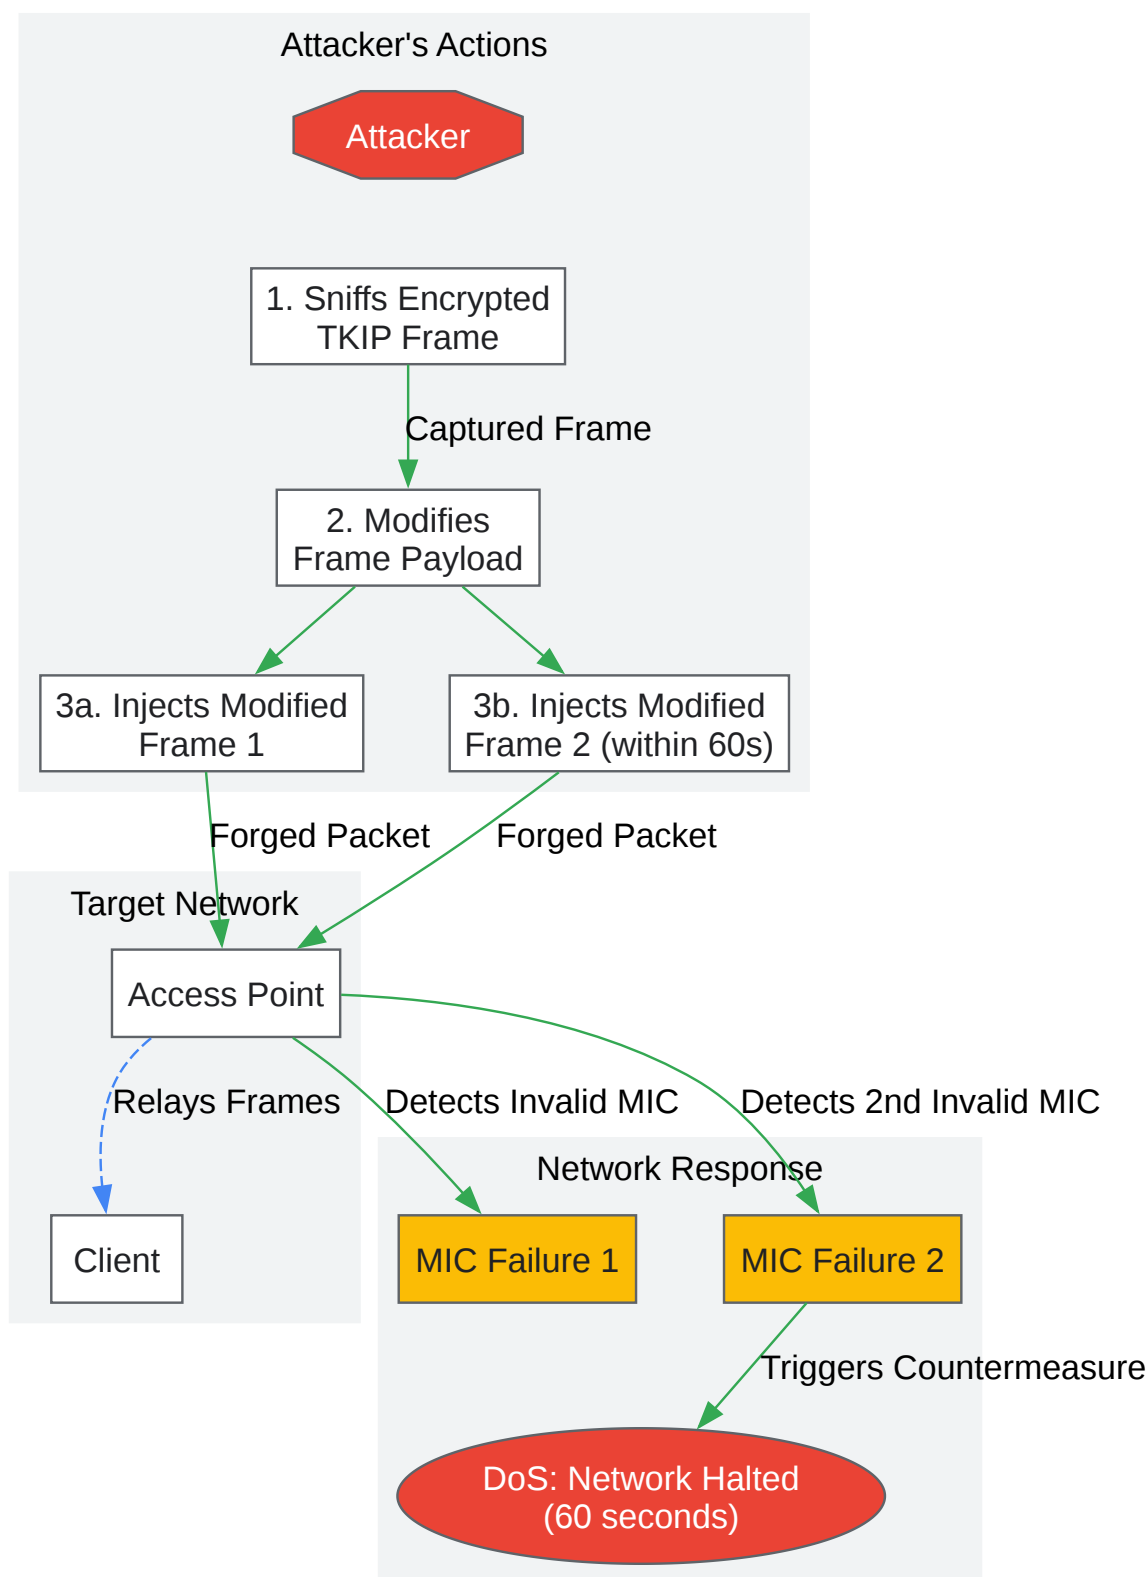 Attacker's Actions
Attacker
1. Sniffs Encrypted
TKIP Frame
Captured Frame
2. Modifies
Frame Payload
3a. Injects Modified
Frame 1
3b. Injects Modified
Frame 2 (within 60s)
Forged Packet
Forged Packet
Target Network
Access Point
Relays Frames
Detects Invalid MIC
Detects 2nd Invalid MIC
Network Response
Client
MIC Failure 1
MIC Failure 2
Triggers Countermeasure
DoS: Network Halted
(60 seconds)